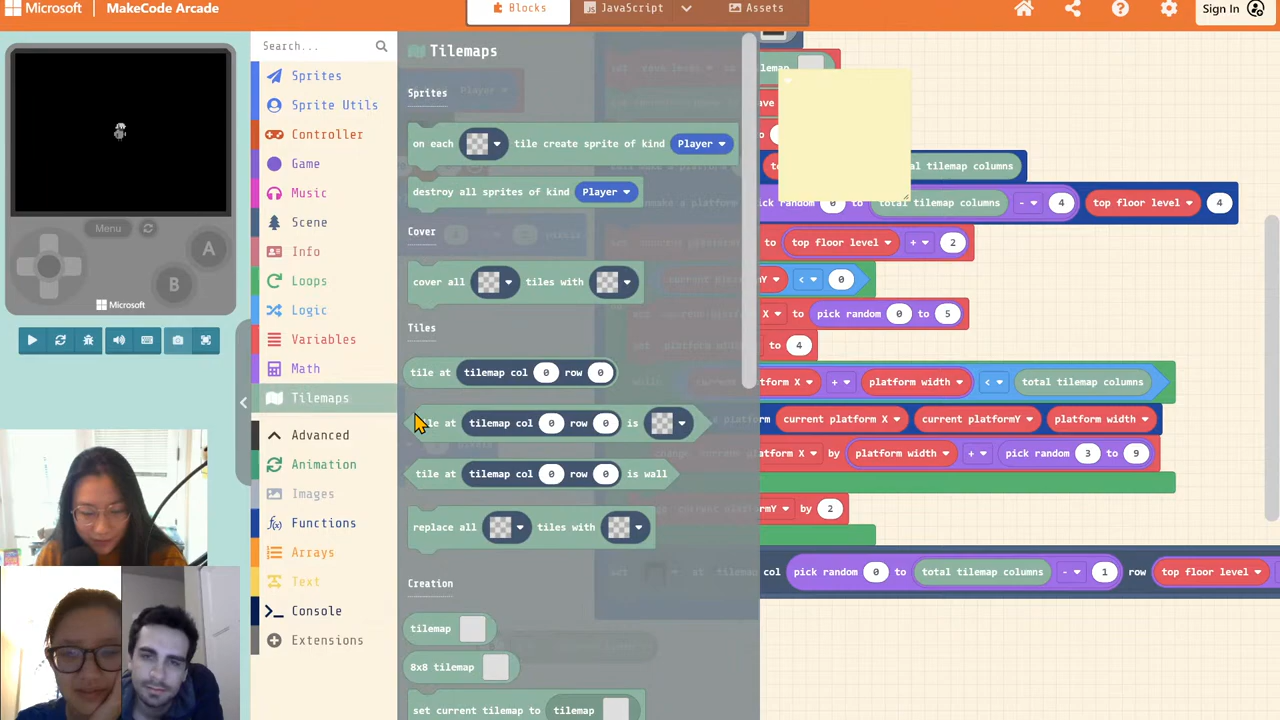 Microsoft MakeCode Arcade Blocks JavaScript Assets Sign In
Search...
Sprites
Sprite Utils
Controller
Game
Music
Scene
Info
Loops
Logic
Variables
Math
Tilemaps
Advanced
Animation
Images
Functions
Arrays
Text
Console
Extensions
Menu
A
B
Microsoft
Tilemaps
Sprites
on each tile create sprite of kind Player
destroy all sprites of kind Player
Cover
cover all tiles with
Tiles
tile at tilemap col 0 row 0
at tilemap col 0 row 0 is
tile at tilemap col 0 row 0 is wall
replace all tiles with
Creation
tilemap
8x8 tilemap
set current tilemap to tilemap
total tilemap columns
pick random 0 to total tilemap columns - 4 top floor level 4
to top floor level + 2
< 0
X to pick random 0 to 5
to 4
platform X + platform width < total tilemap columns
platform current platform X current platformY platform width
platform X by platform width + pick random 3 to 9
platformY by 2
col pick random 0 to total tilemap columns - 1 row top floor level